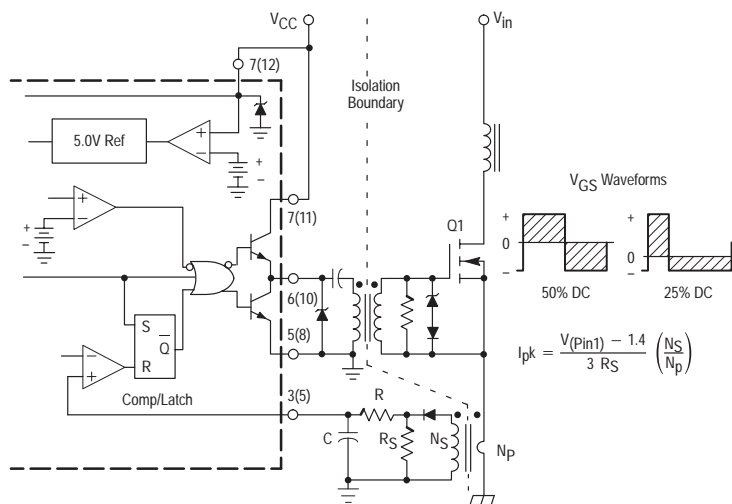 VCC
Vin
7(12)
Isolation
Boundary
5.0V Ref
+
–
+
–
+
–
+
–
7(11)
Q1
VGS Waveforms
+
0
–
+
0
–
50% DC
25% DC
6(10)
5(8)
S
Q
R
–
+
Comp/Latch
3(5)
R
C
RS
NS
NP
Ipk = V(Pin1) – 1.4 / 3 RS (NS/Np)